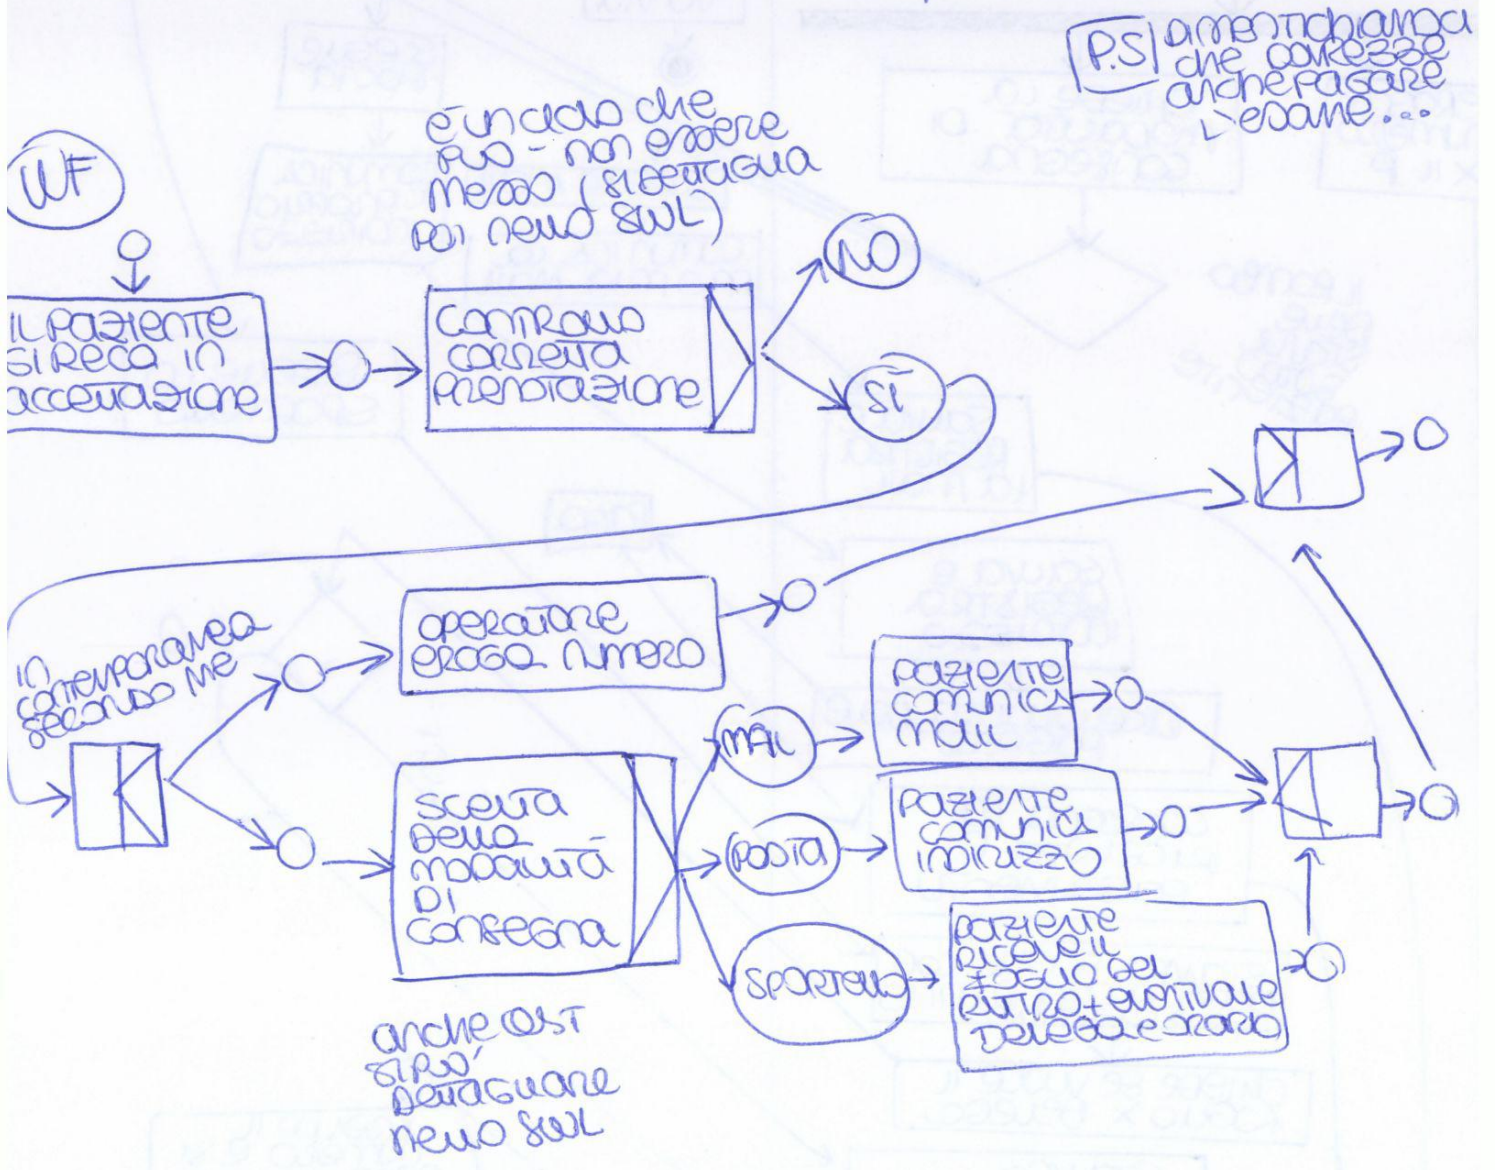 P.S
dimentichiamoci
che dovrebbe
anche pagare
l'esame...
WF
è un ciclo che
può - non essere
messo (si dettaglia
poi nello SWL)
IL PAZIENTE
SI RECA IN
accettazione
CONTROLLO
CORRETTA
PRENOTAZIONE
NO
SI
in
contemporanea
secondo me
OPERATORE
EROGA NUMERO
SCELTA
DELLA
MODALITÀ
DI
CONSEGNA
MAIL
POSTA
SPORTELLO
PAZIENTE
COMUNICA
MAIL
PAZIENTE
COMUNICA
INDIRIZZO
PAZIENTE
RICEVE IL
FOGLIO DEL
RITIRO + EVENTUALE
DELEGA e ORARIO
anche QST
si può
DETTAGLIARE
nello SWL